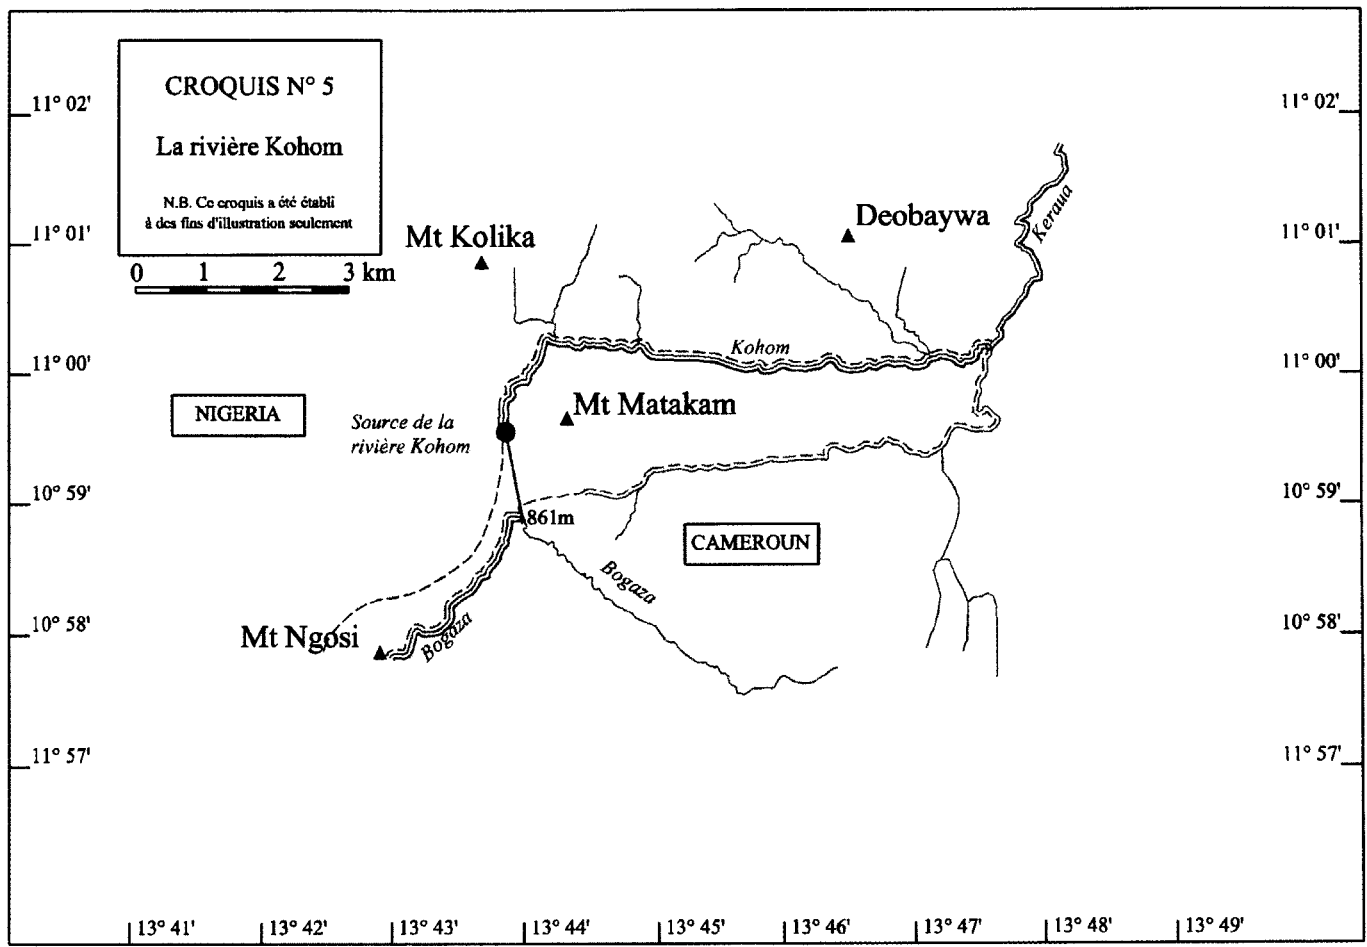 CROQUIS N° 5
La rivière Kohom
N.B. Ce croquis a été établi
à des fins d'illustration seulement
0 1 2 3 km
11° 02'
11° 02'
11° 01'
11° 01'
11° 00'
11° 00'
10° 59'
10° 59'
10° 58'
10° 58'
11° 57'
11° 57'
Mt Kolika
Deobaywa
Keraua
Kohom
NIGERIA
Source de la
rivière Kohom
Mt Matakam
861m
CAMEROUN
Bogaza
Mt Ngosi
Bogaza
13° 41' 13° 42' 13° 43' 13° 44' 13° 45' 13° 46' 13° 47' 13° 48' 13° 49'